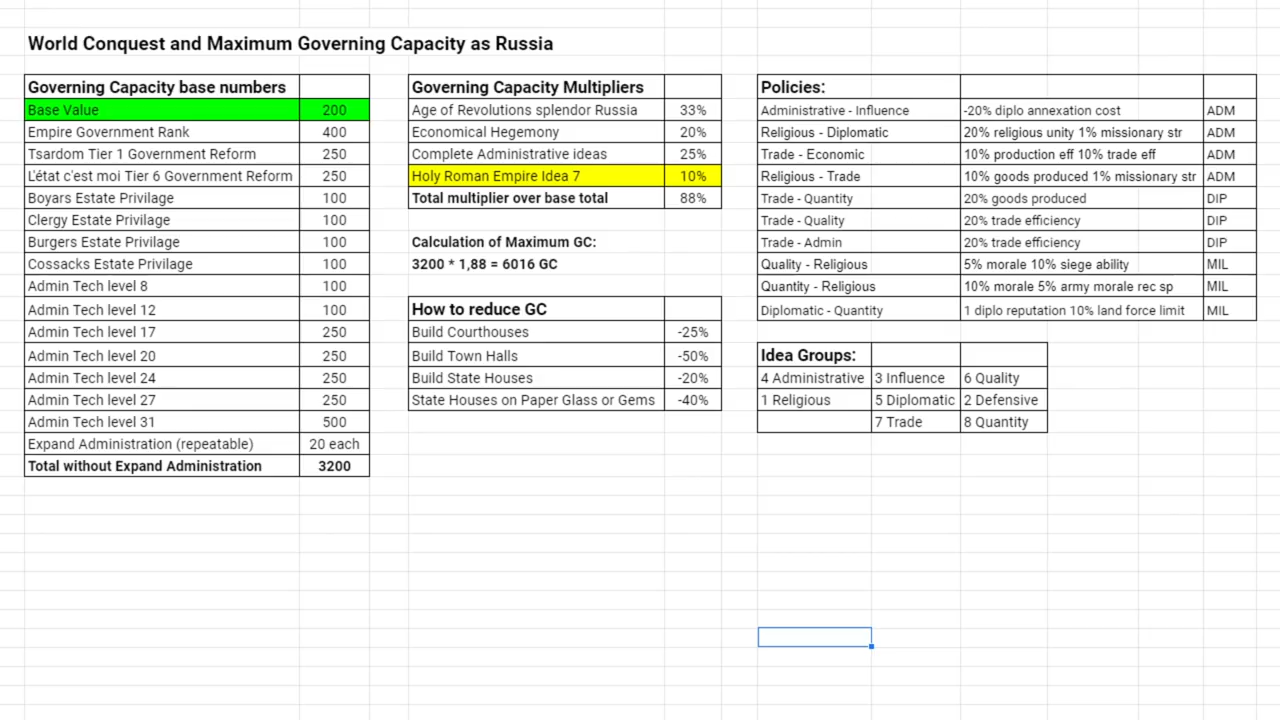 World Conquest and Maximum Governing Capacity as Russia
Governing Capacity base numbers
Base Value 200
Empire Government Rank 400
Tsardom Tier 1 Government Reform 250
L'état c'est moi Tier 6 Government Reform 250
Boyars Estate Privilage 100
Clergy Estate Privilage 100
Burgers Estate Privilage 100
Cossacks Estate Privilage 100
Admin Tech level 8 100
Admin Tech level 12 100
Admin Tech level 17 250
Admin Tech level 20 250
Admin Tech level 24 250
Admin Tech level 27 250
Admin Tech level 31 500
Expand Administration (repeatable) 20 each
Total without Expand Administration 3200
Governing Capacity Multipliers
Age of Revolutions splendor Russia 33%
Economical Hegemony 20%
Complete Administrative ideas 25%
Holy Roman Empire Idea 7 10%
Total multiplier over base total 88%
Calculation of Maximum GC:
3200 * 1,88 = 6016 GC
How to reduce GC
Build Courthouses -25%
Build Town Halls -50%
Build State Houses -20%
State Houses on Paper Glass or Gems -40%
Policies:
Administrative - Influence -20% diplo annexation cost ADM
Religious - Diplomatic 20% religious unity 1% missionary str ADM
Trade - Economic 10% production eff 10% trade eff ADM
Religious - Trade 10% goods produced 1% missionary str ADM
Trade - Quantity 20% goods produced DIP
Trade - Quality 20% trade efficiency DIP
Trade - Admin 20% trade efficiency DIP
Quality - Religious 5% morale 10% siege ability MIL
Quantity - Religious 10% morale 5% army morale rec sp MIL
Diplomatic - Quantity 1 diplo reputation 10% land force limit MIL
Idea Groups:
4 Administrative 3 Influence 6 Quality
1 Religious 5 Diplomatic 2 Defensive
7 Trade 8 Quantity